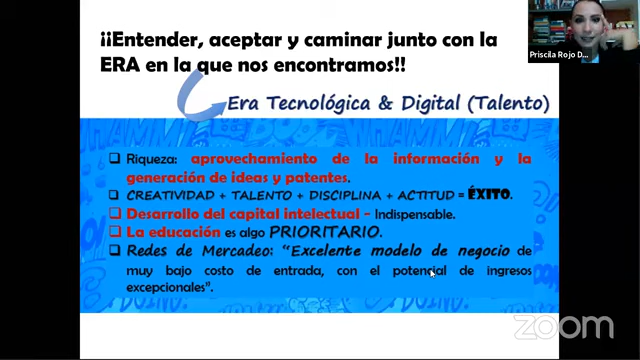 ¡¡Entender, aceptar y caminar junto con la
ERA en la que nos encontramos!!
Era Tecnológica & Digital (Talento)
Riqueza: aprovechamiento de la información y la
generación de ideas y patentes.
CREATIVIDAD + TALENTO + DISCIPLINA + ACTITUD = ÉXITO.
Desarrollo del capital intelectual - Indispensable.
La educación es algo PRIORITARIO.
Redes de Mercadeo: “Excelente modelo de negocio de
muy bajo costo de entrada, con el potencial de ingresos
excepcionales”.
Priscila Rojo D...
zoom